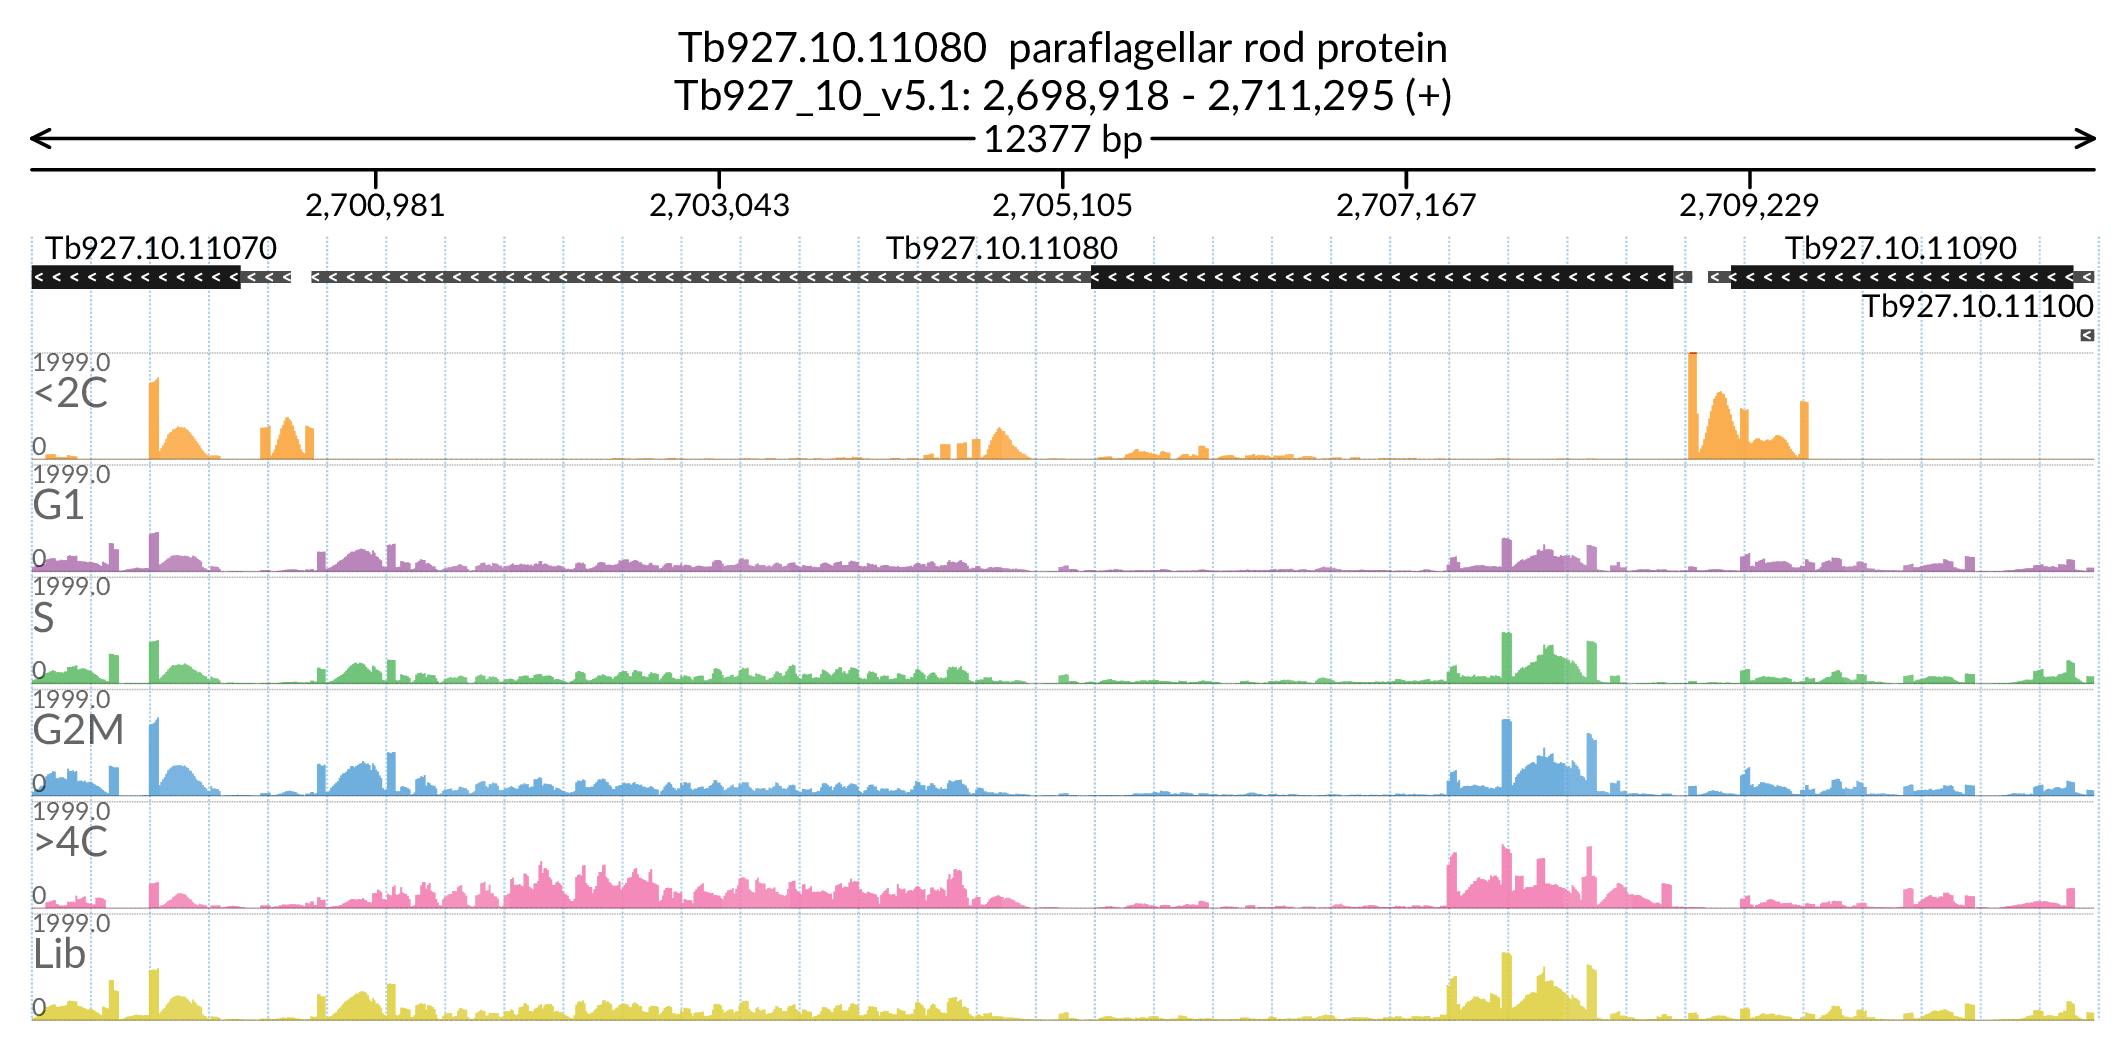 Tb927.10.11080 paraflagellar rod protein
Tb927_10_v5.1: 2,698,918 - 2,711,295 (+)
12377 bp
2,700,981 2,703,043 2,705,105 2,707,167 2,709,229
Tb927.10.11070 Tb927.10.11080 Tb927.10.11090
Tb927.10.11100
1999.0
<2C
0
1999.0
G1
0
1999.0
S
0
1999.0
G2M
0
1999.0
>4C
0
1999.0
Lib
0